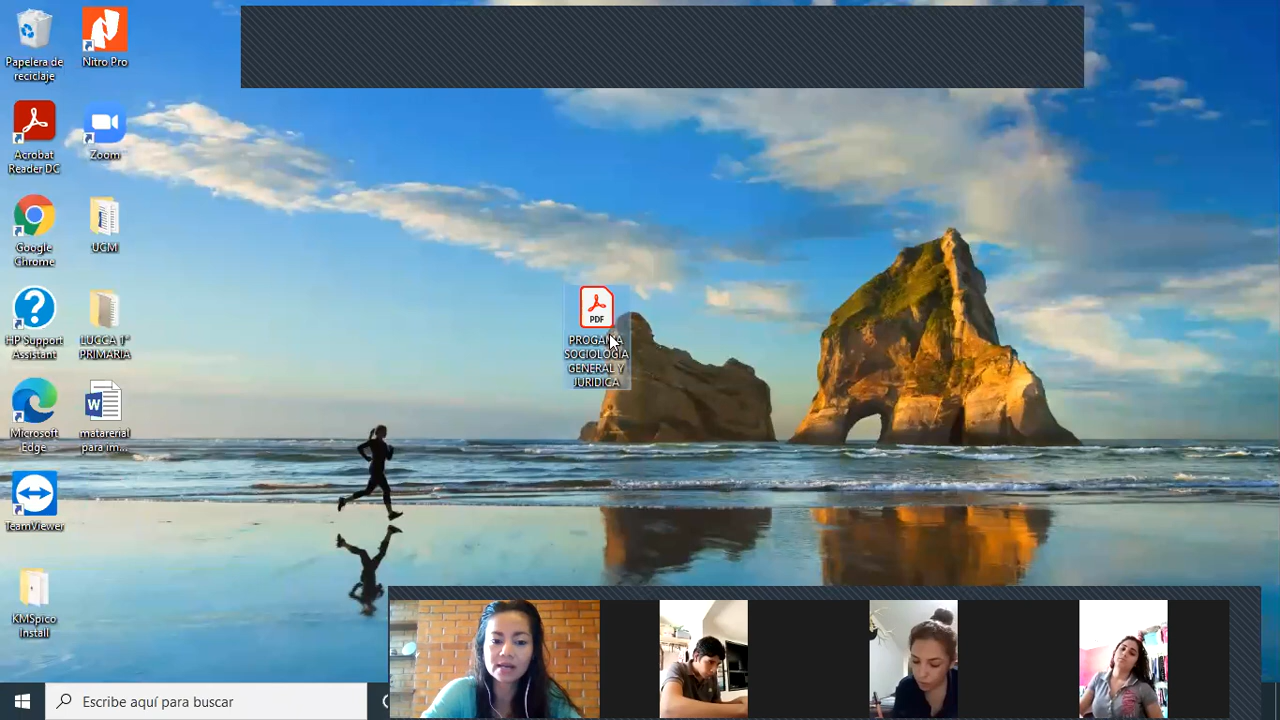 Papelera de
reciclaje
Nitro Pro
Acrobat
Reader DC
Zoom
Google
Chrome
UCM
HP Support
Assistant
LUCCA 1°
PRIMARIA
Microsoft
Edge
matarerial
para im...
TeamViewer
KMSpico
Install
PDF
SOCIOLOGIA
GENERAL Y
JURIDICA
Escribe aquí para buscar